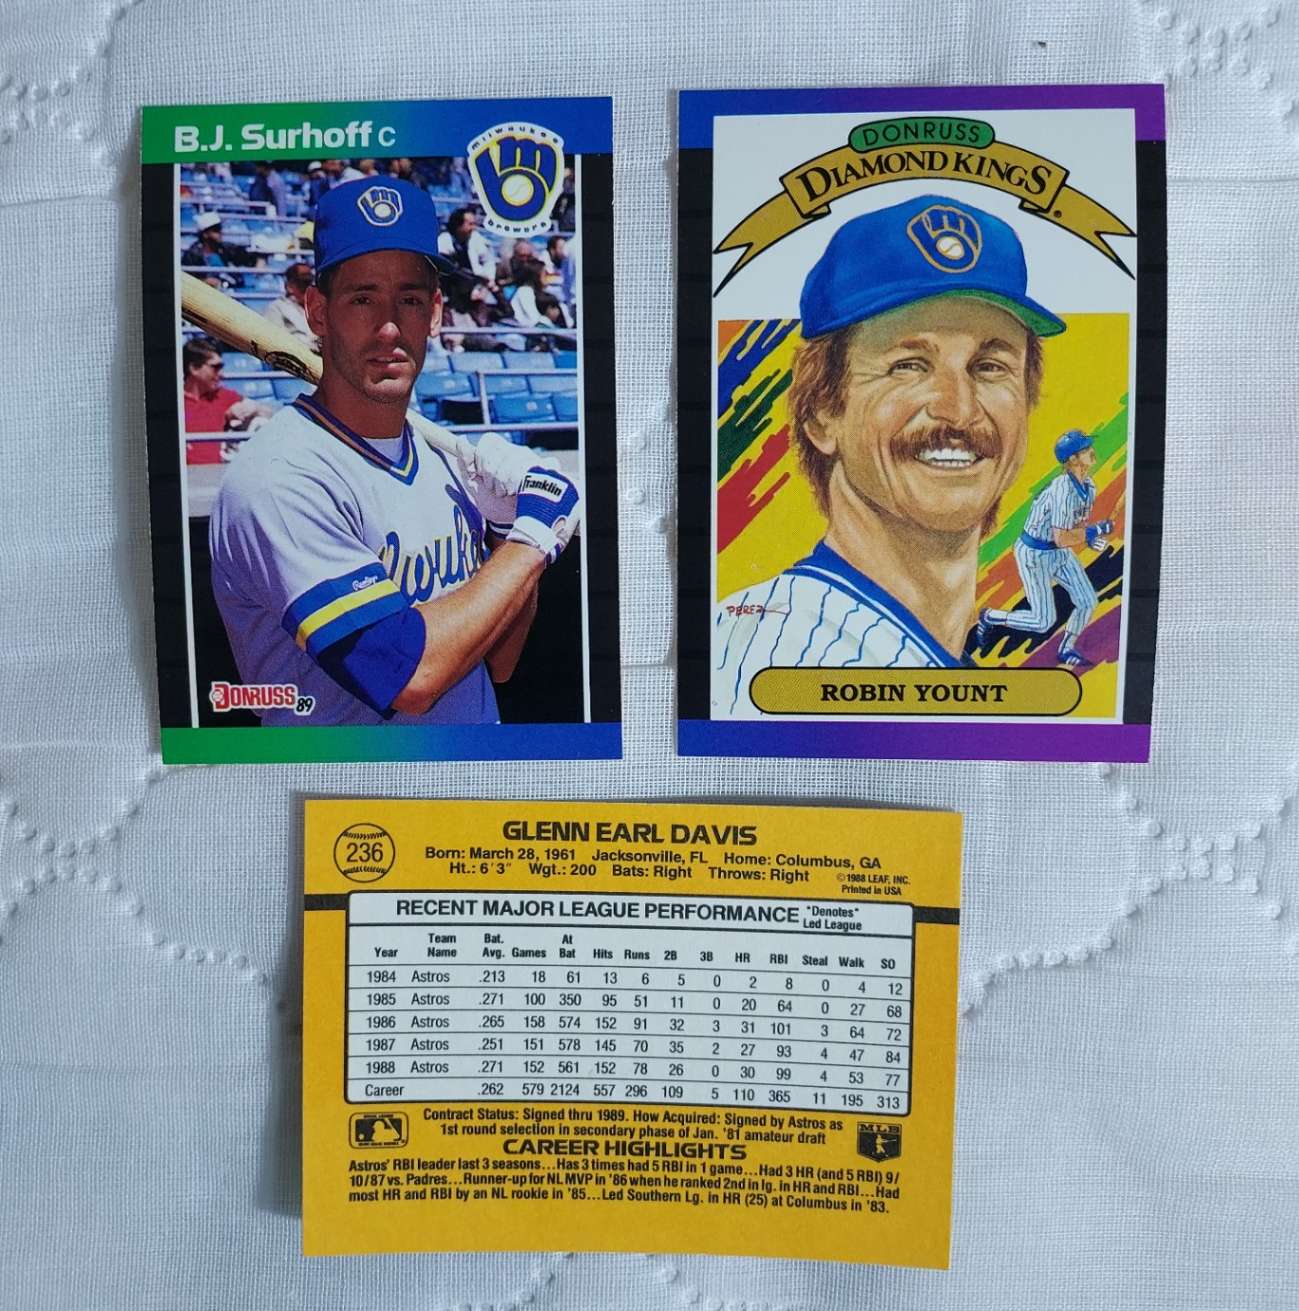 B.J. Surhoff C
milwaukee
brewers
Franklin
Rawlings
DONRUSS 89
DONRUSS
DIAMOND KINGS®
PEREZ
ROBIN YOUNT
236
GLENN EARL DAVIS
Born: March 28, 1961 Jacksonville, FL Home: Columbus, GA
Ht.: 6'3" Wgt.: 200 Bats: Right Throws: Right
©1988 LEAF, INC.
Printed in USA
RECENT MAJOR LEAGUE PERFORMANCE *Denotes*
Led League
Year Team Name Bat. Avg. Games At Bat Hits Runs 2B 3B HR RBI Steal Walk SO
1984 Astros .213 18 61 13 6 5 0 2 8 0 4 12
1985 Astros .271 100 350 95 51 11 0 20 64 0 27 68
1986 Astros .265 158 574 152 91 32 3 31 101 3 64 72
1987 Astros .251 151 578 145 70 35 2 27 93 4 47 84
1988 Astros .271 152 561 152 78 26 0 30 99 4 53 77
Career .262 579 2124 557 296 109 5 110 365 11 195 313
Contract Status: Signed thru 1989. How Acquired: Signed by Astros as
1st round selection in secondary phase of Jan. '81 amateur draft
MLB
CAREER HIGHLIGHTS
Astros' RBI leader last 3 seasons...Has 3 times had 5 RBI in 1 game...Had 3 HR (and 5 RBI) 9/
10/87 vs. Padres...Runner-up for NL MVP in '86 when he ranked 2nd in lg. in HR and RBI...Had
most HR and RBI by an NL rookie in '85...Led Southern Lg. in HR (25) at Columbus in '83.